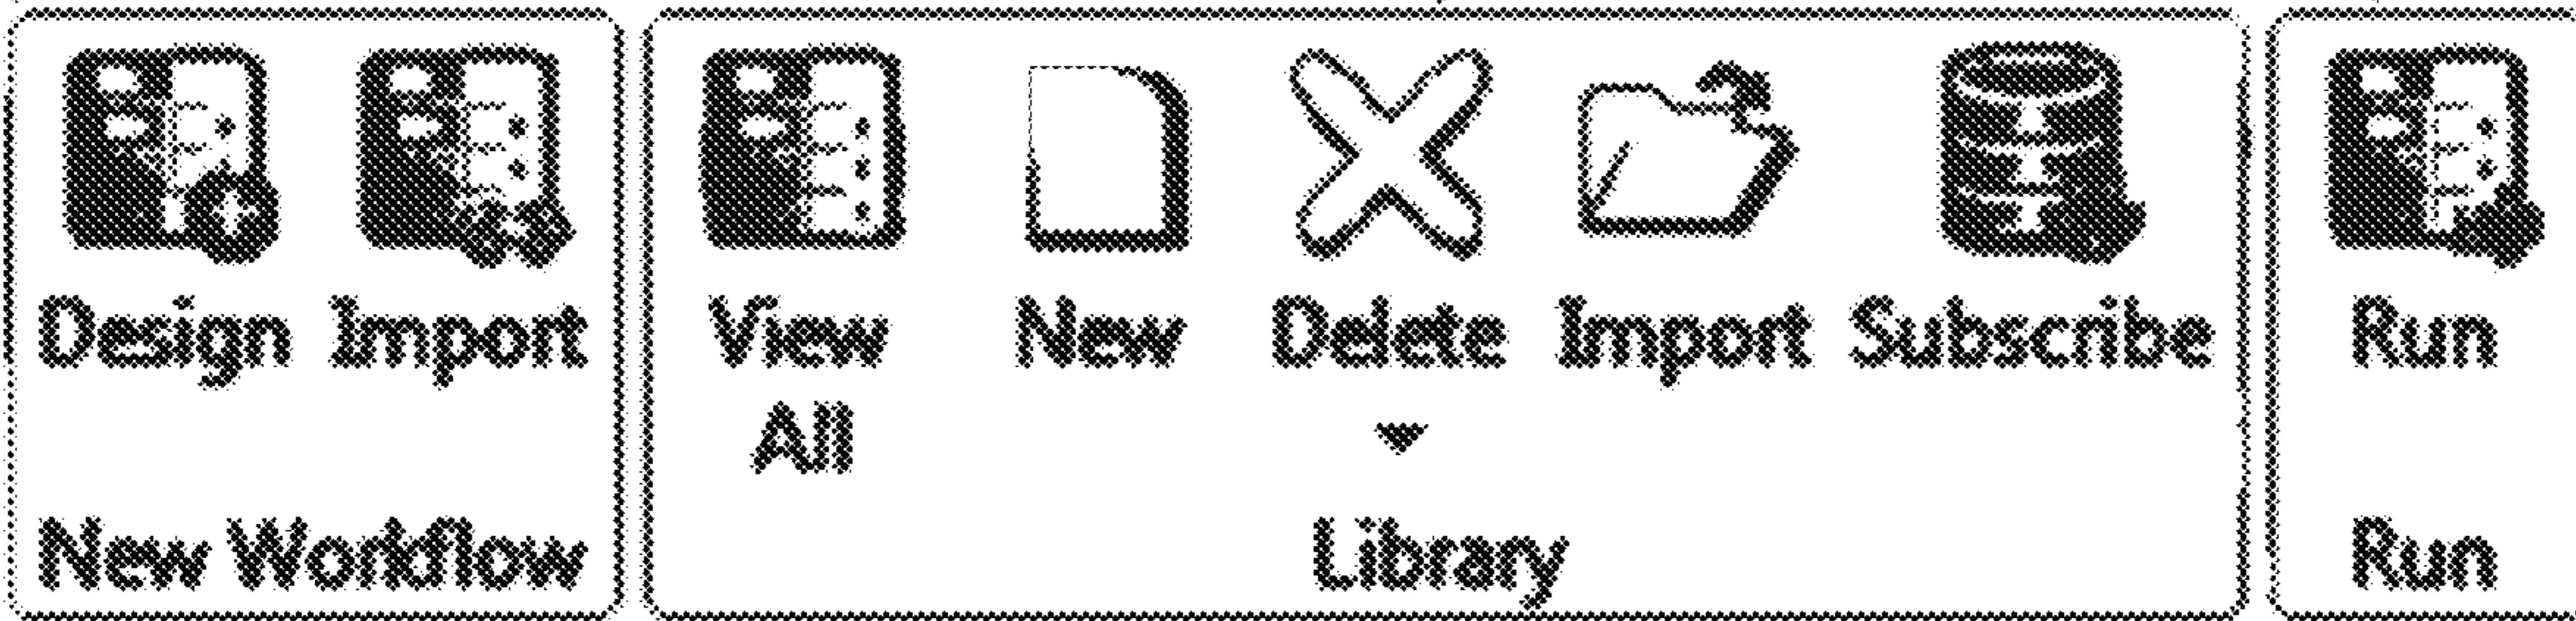 Design Import
View New Delete Import Subscribe
All
Run
New Workflow
Library
Run